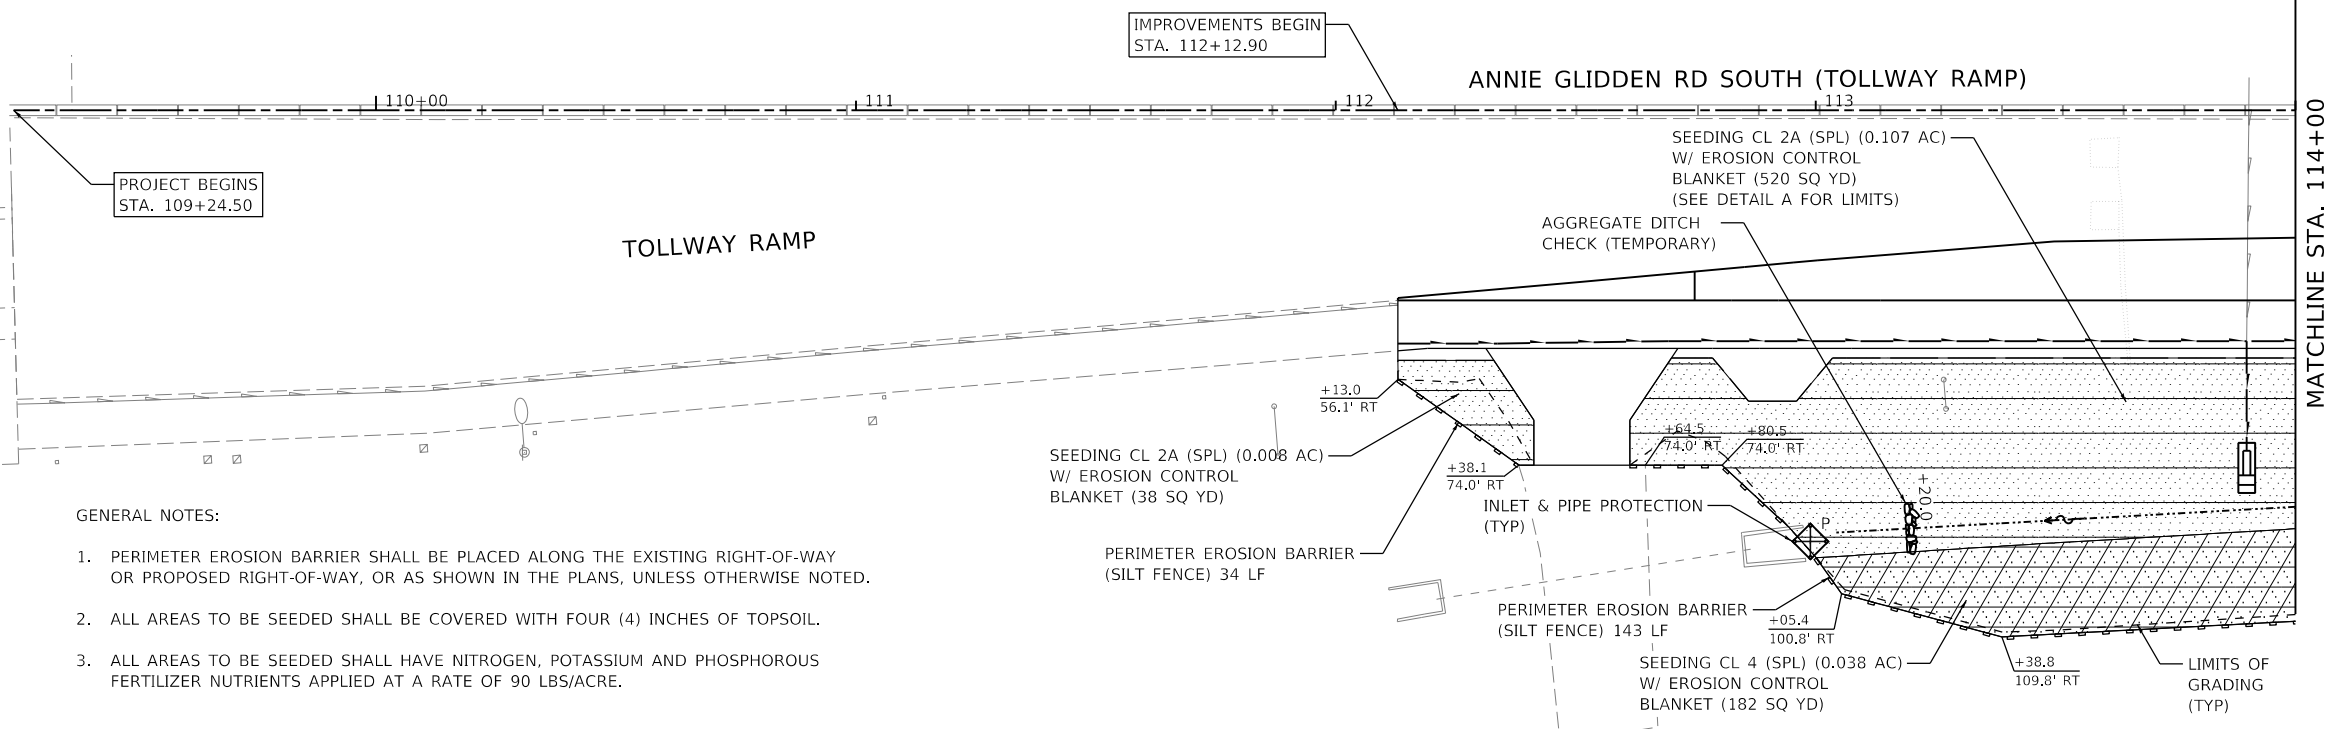 IMPROVEMENTS BEGIN
STA. 112+12.90
ANNIE GLIDDEN RD SOUTH (TOLLWAY RAMP)
110+00
111
112
113
MATCHLINE STA. 114+00
PROJECT BEGINS
STA. 109+24.50
TOLLWAY RAMP
SEEDING CL 2A (SPL) (0.107 AC)
W/ EROSION CONTROL
BLANKET (520 SQ YD)
(SEE DETAIL A FOR LIMITS)
AGGREGATE DITCH
CHECK (TEMPORARY)
+13.0
56.1' RT
+64.5
74.0' RT
+80.5
74.0' RT
SEEDING CL 2A (SPL) (0.008 AC)
W/ EROSION CONTROL
BLANKET (38 SQ YD)
+38.1
74.0' RT
+20.0
INLET & PIPE PROTECTION
(TYP)
P
PERIMETER EROSION BARRIER
(SILT FENCE) 34 LF
PERIMETER EROSION BARRIER
(SILT FENCE) 143 LF
+05.4
100.8' RT
SEEDING CL 4 (SPL) (0.038 AC)
W/ EROSION CONTROL
BLANKET (182 SQ YD)
+38.8
109.8' RT
LIMITS OF
GRADING
(TYP)
GENERAL NOTES:
1. PERIMETER EROSION BARRIER SHALL BE PLACED ALONG THE EXISTING RIGHT-OF-WAY
OR PROPOSED RIGHT-OF-WAY, OR AS SHOWN IN THE PLANS, UNLESS OTHERWISE NOTED.
2. ALL AREAS TO BE SEEDED SHALL BE COVERED WITH FOUR (4) INCHES OF TOPSOIL.
3. ALL AREAS TO BE SEEDED SHALL HAVE NITROGEN, POTASSIUM AND PHOSPHOROUS
FERTILIZER NUTRIENTS APPLIED AT A RATE OF 90 LBS/ACRE.